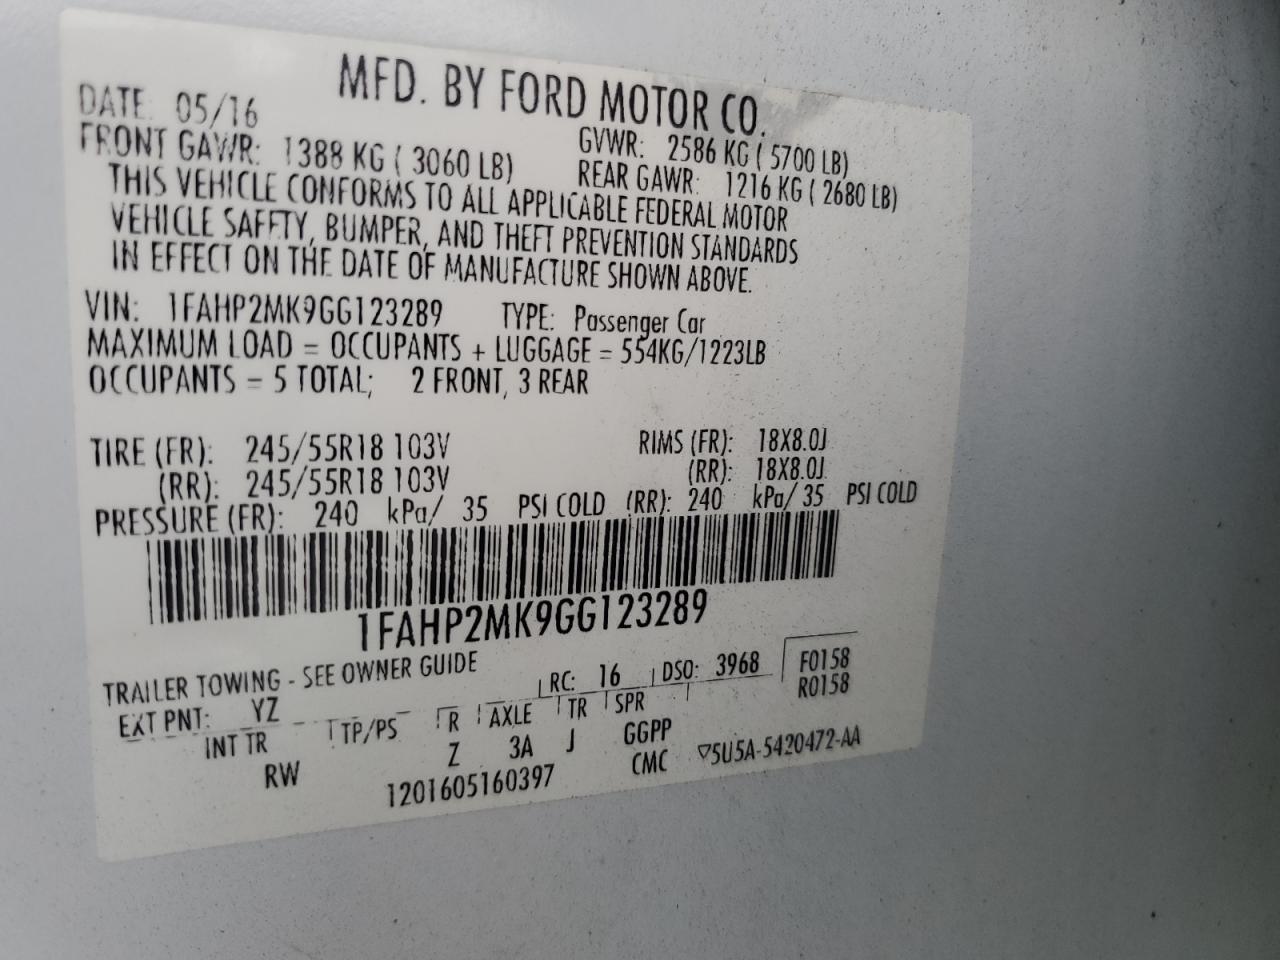 MFD. BY FORD MOTOR CO.
DATE: 05/16 GVWR: 2586 KG ( 5700 LB)
FRONT GAWR: 1388 KG ( 3060 LB) REAR GAWR: 1216 KG ( 2680 LB)
THIS VEHICLE CONFORMS TO ALL APPLICABLE FEDERAL MOTOR
VEHICLE SAFETY, BUMPER, AND THEFT PREVENTION STANDARDS
IN EFFECT ON THE DATE OF MANUFACTURE SHOWN ABOVE.
VIN: 1FAHP2MK9GG123289 TYPE: Passenger Car
MAXIMUM LOAD = OCCUPANTS + LUGGAGE = 554KG/1223LB
OCCUPANTS = 5 TOTAL; 2 FRONT, 3 REAR
TIRE (FR): 245/55R18 103V RIMS (FR): 18X8.0J
(RR): 245/55R18 103V (RR): 18X8.0J
PRESSURE (FR): 240 kPa/ 35 PSI COLD (RR): 240 kPa/ 35 PSI COLD
1FAHP2MK9GG123289
TRAILER TOWING - SEE OWNER GUIDE
EXT PNT: YZ RC: 16 DSO: 3968 F0158
R0158
INT TR TP/PS R AXLE TR SPR
RW Z 3A J GGPP
1201605160397 CMC ▽5U5A-5420472-AA